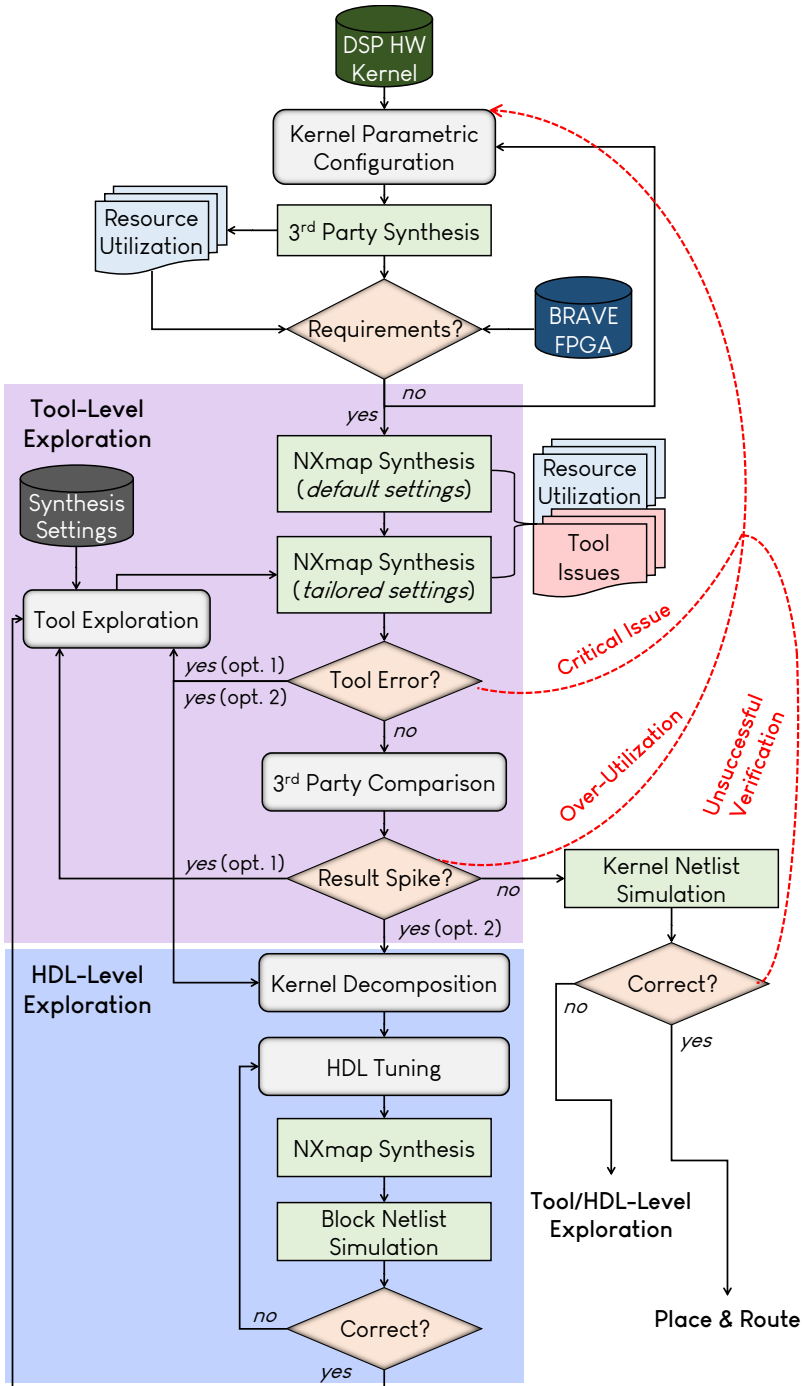 DSP HW
Kernel
Kernel Parametric
Configuration
Resource
Utilization
3rd Party Synthesis
Requirements?
BRAVE
FPGA
no
yes
Tool-Level
Exploration
NXmap Synthesis
(default settings)
Resource
Utilization
Synthesis
Settings
Tool
Issues
NXmap Synthesis
(tailored settings)
Tool Exploration
Critical Issue
yes (opt. 1)
Tool Error?
yes (opt. 2)
no
Over-Utilization
Unsuccessful
Verification
3rd Party Comparison
yes (opt. 1)
Result Spike?
no
Kernel Netlist
Simulation
yes (opt. 2)
HDL-Level
Exploration
Kernel Decomposition
Correct?
no
yes
HDL Tuning
NXmap Synthesis
Tool/HDL-Level
Exploration
Block Netlist
Simulation
no
Correct?
Place & Route
yes